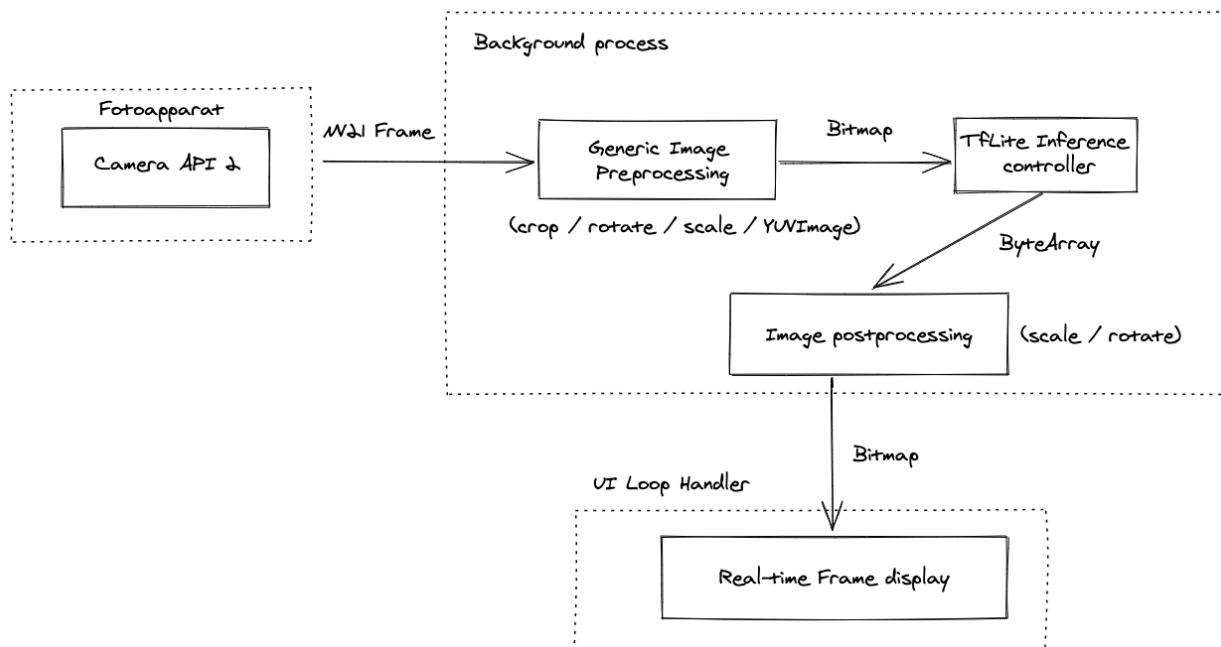 Background process
Fotoapparat
Camera API 2
NV21 Frame
Generic Image
Preprocessing
(crop / rotate / scale / YUVImage)
Bitmap
TfLite Inference
controller
ByteArray
Image postprocessing
(scale / rotate)
Bitmap
UI Loop Handler
Real-time Frame display